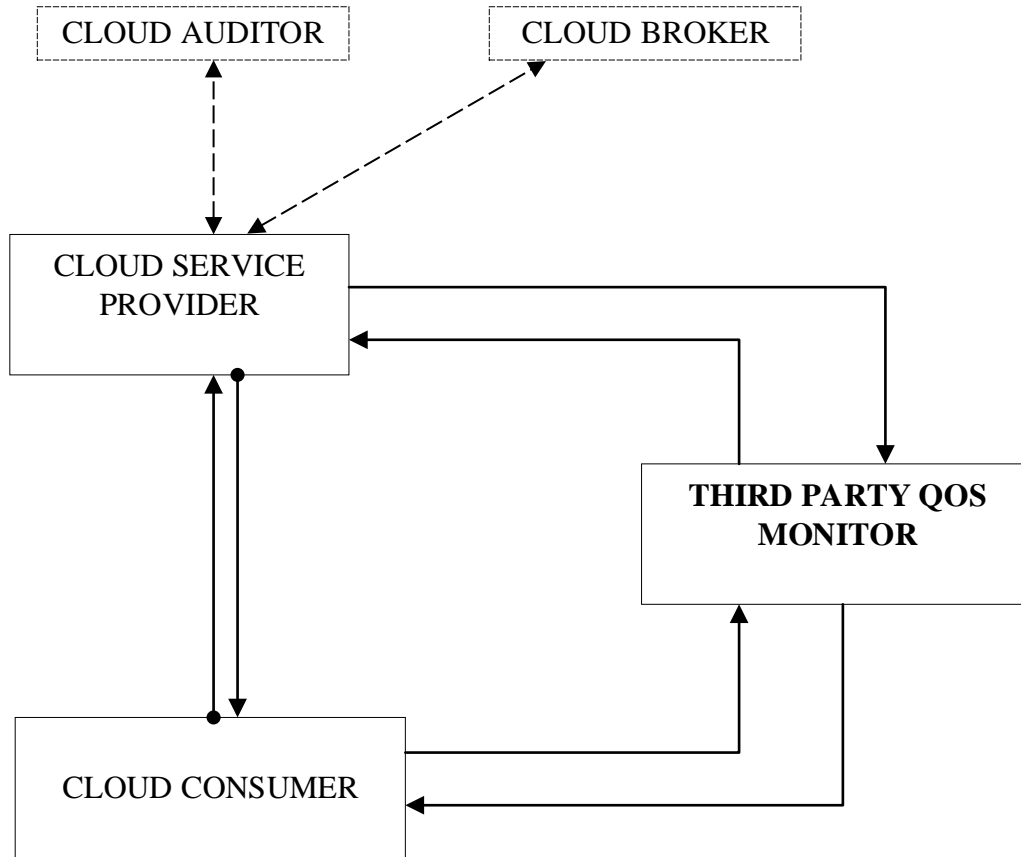 CLOUD AUDITOR
CLOUD BROKER
CLOUD SERVICE
PROVIDER
THIRD PARTY QOS
MONITOR
CLOUD CONSUMER